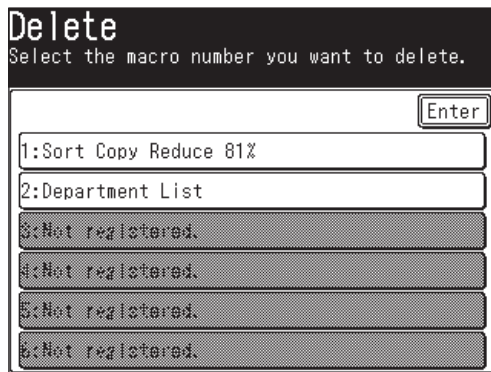 Delete
Select the macro number you want to delete.
Enter
1:Sort Copy Reduce 81%
2:Department List
3:Not registered.
4:Not registered.
5:Not registered.
6:Not registered.